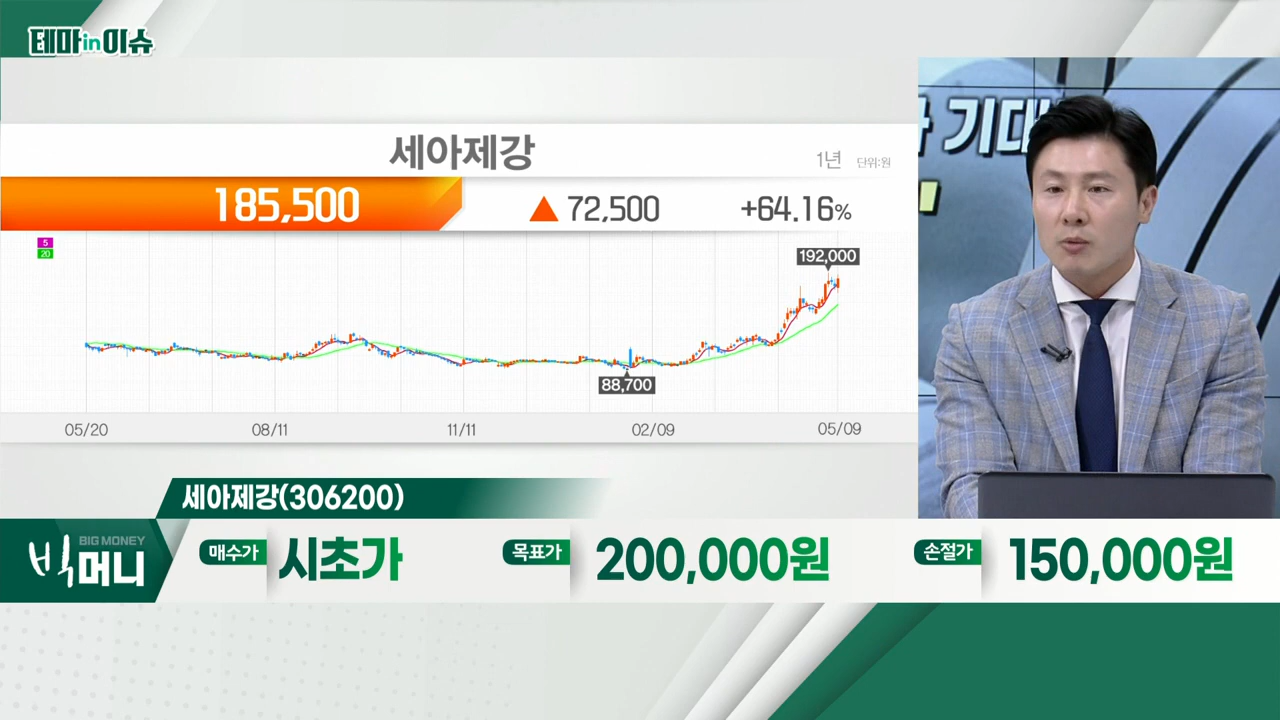 테마in이슈
세아제강
1년 단위:원
185,500 ▲ 72,500 +64.16%
5
20
192,000
88,700
05/20 08/11 11/11 02/09 05/09
기대
세아제강(306200)
BIG MONEY
빅머니
매수가 시초가 목표가 200,000원 손절가 150,000원